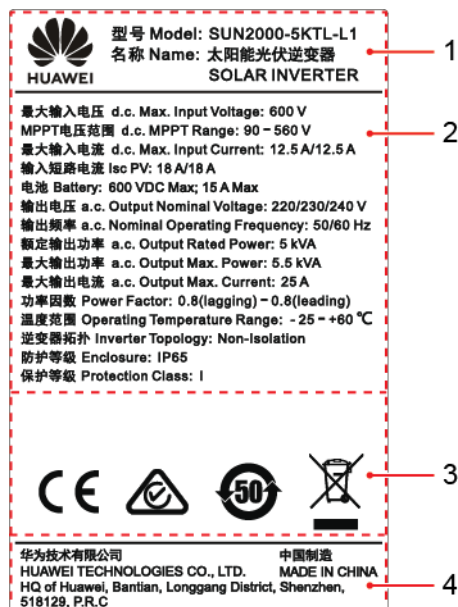 HUAWEI
型号 Model: SUN2000-5KTL-L1
名称 Name: 太阳能光伏逆变器
SOLAR INVERTER
1
最大输入电压 d.c. Max. Input Voltage: 600 V
MPPT电压范围 d.c. MPPT Range: 90 – 560 V
2
最大输入电流 d.c. Max. Input Current: 12.5 A/12.5 A
输入短路电流 Isc PV: 18 A/18 A
电池 Battery: 600 VDC Max; 15 A Max
输出电压 a.c. Output Nominal Voltage: 220/230/240 V
输出频率 a.c. Nominal Operating Frequency: 50/60 Hz
额定输出功率 a.c. Output Rated Power: 5 kVA
最大输出功率 a.c. Output Max. Power: 5.5 kVA
最大输出电流 a.c. Output Max. Current: 25 A
功率因数 Power Factor: 0.8(lagging) – 0.8(leading)
温度范围 Operating Temperature Range: - 25 – +60 ℃
逆变器拓扑 Inverter Topology: Non-Isolation
防护等级 Enclosure: IP65
保护等级 Protection Class: I
CE
50
3
华为技术有限公司 中国制造
HUAWEI TECHNOLOGIES CO., LTD. MADE IN CHINA
HQ of Huawei, Bantian, Longgang District, Shenzhen,
518129, P.R.C
4